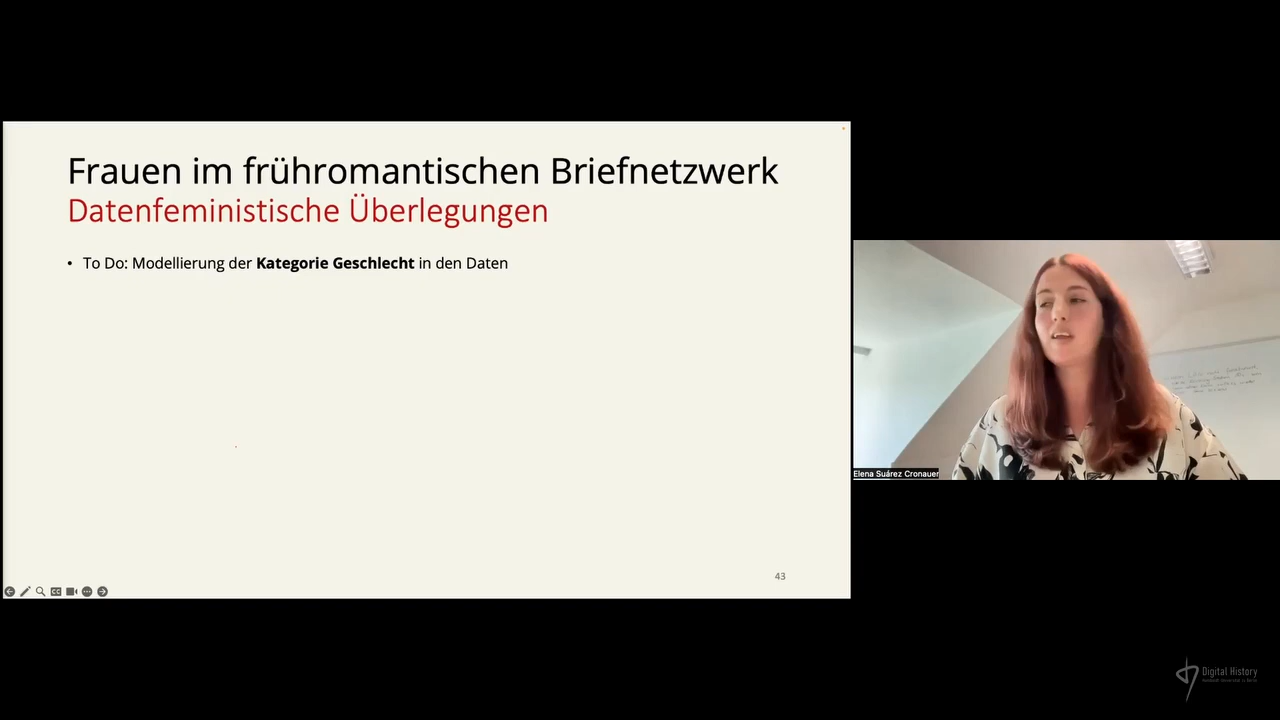 Frauen im frühromantischen Briefnetzwerk
Datenfeministische Überlegungen
• To Do: Modellierung der Kategorie Geschlecht in den Daten
43
Elena Suárez Cronauer
Digital History